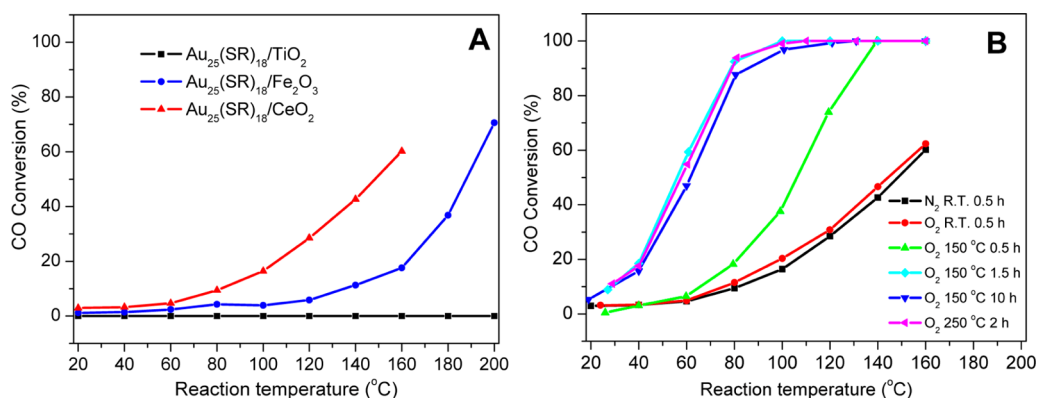 A
Au₂₅(SR)₁₈/TiO₂
Au₂₅(SR)₁₈/Fe₂O₃
Au₂₅(SR)₁₈/CeO₂
CO Conversion (%)
100
80
60
40
20
0
20 40 60 80 100 120 140 160 180 200
Reaction temperature (°C)
B
N₂ R.T. 0.5 h
O₂ R.T. 0.5 h
O₂ 150 °C 0.5 h
O₂ 150 °C 1.5 h
O₂ 150 °C 10 h
O₂ 250 °C 2 h
CO Conversion (%)
100
80
60
40
20
0
20 40 60 80 100 120 140 160 180 200
Reaction temperature (°C)